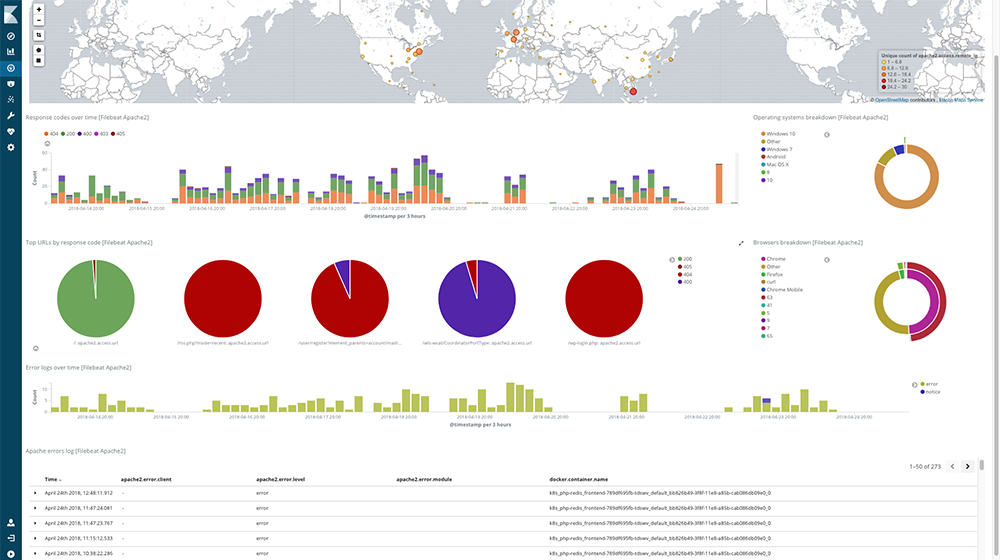 Unique count of apache2.access.remote_ip...
1 – 6.8
6.8 – 12.6
12.6 – 18.4
18.4 – 24.2
24.2 – 30
© OpenStreetMap contributors , Elastic Maps Service
Response codes over time [Filebeat Apache2]
404 200 400 403 405
60
40
20
0
Count
2018-04-14 20:00 2018-04-15 20:00 2018-04-16 20:00 2018-04-17 20:00 2018-04-18 20:00 2018-04-19 20:00 2018-04-20 20:00 2018-04-21 20:00 2018-04-22 20:00 2018-04-23 20:00 2018-04-24 20:00
@timestamp per 3 hours
Operating systems breakdown [Filebeat Apache2]
Windows 10
Other
Windows 7
Android
Mac OS X
8
10
Top URLs by response code [Filebeat Apache2]
/: apache2.access.url
/rss.php?mode=recent: apache2.access.url
/wp-login.php: apache2.access.url
200
405
404
400
Browsers breakdown [Filebeat Apache2]
Chrome
Other
Firefox
curl
Chrome Mobile
63
41
5
3
7
65
Error logs over time [Filebeat Apache2]
10
5
0
Count
2018-04-14 20:00 2018-04-15 20:00 2018-04-16 20:00 2018-04-17 20:00 2018-04-18 20:00 2018-04-19 20:00 2018-04-20 20:00 2018-04-21 20:00 2018-04-22 20:00 2018-04-23 20:00 2018-04-24 20:00
@timestamp per 3 hours
error
notice
Apache errors log [Filebeat Apache2]
1–50 of 273
Time apache2.error.client apache2.error.level apache2.error.module docker.container.name
April 24th 2018, 12:48:11.912 - error k8s_php-redis_frontend-789df695fb-tdswv_default_bb826b49-3f8f-11e8-a85b-cab086db09e0_0
April 24th 2018, 11:47:24.081 - error k8s_php-redis_frontend-789df695fb-tdswv_default_bb826b49-3f8f-11e8-a85b-cab086db09e0_0
April 24th 2018, 11:47:23.767 - error k8s_php-redis_frontend-789df695fb-tdswv_default_bb826b49-3f8f-11e8-a85b-cab086db09e0_0
April 24th 2018, 11:15:12.533 - error k8s_php-redis_frontend-789df695fb-tdswv_default_bb826b49-3f8f-11e8-a85b-cab086db09e0_0
April 24th 2018, 10:38:22.286 - error k8s_php-redis_frontend-789df695fb-tdswv_default_bb826b49-3f8f-11e8-a85b-cab086db09e0_0